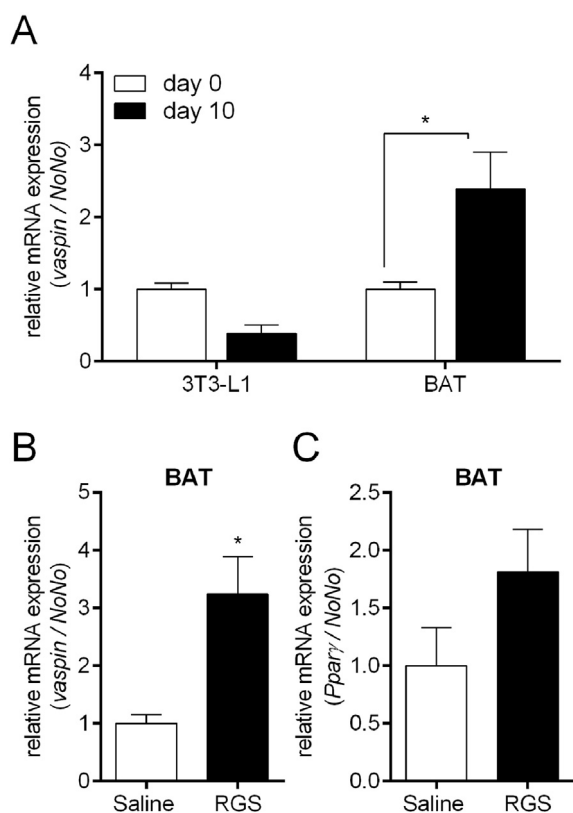 A
relative mRNA expression
(vaspin / NoNo)
4
3
2
1
0
day 0
day 10
*
3T3-L1
BAT
B
BAT
relative mRNA expression
(vaspin / NoNo)
5
4
3
2
1
0
*
Saline
RGS
C
BAT
relative mRNA expression
(Pparγ / NoNo)
2.5
2.0
1.5
1.0
0.5
0.0
Saline
RGS